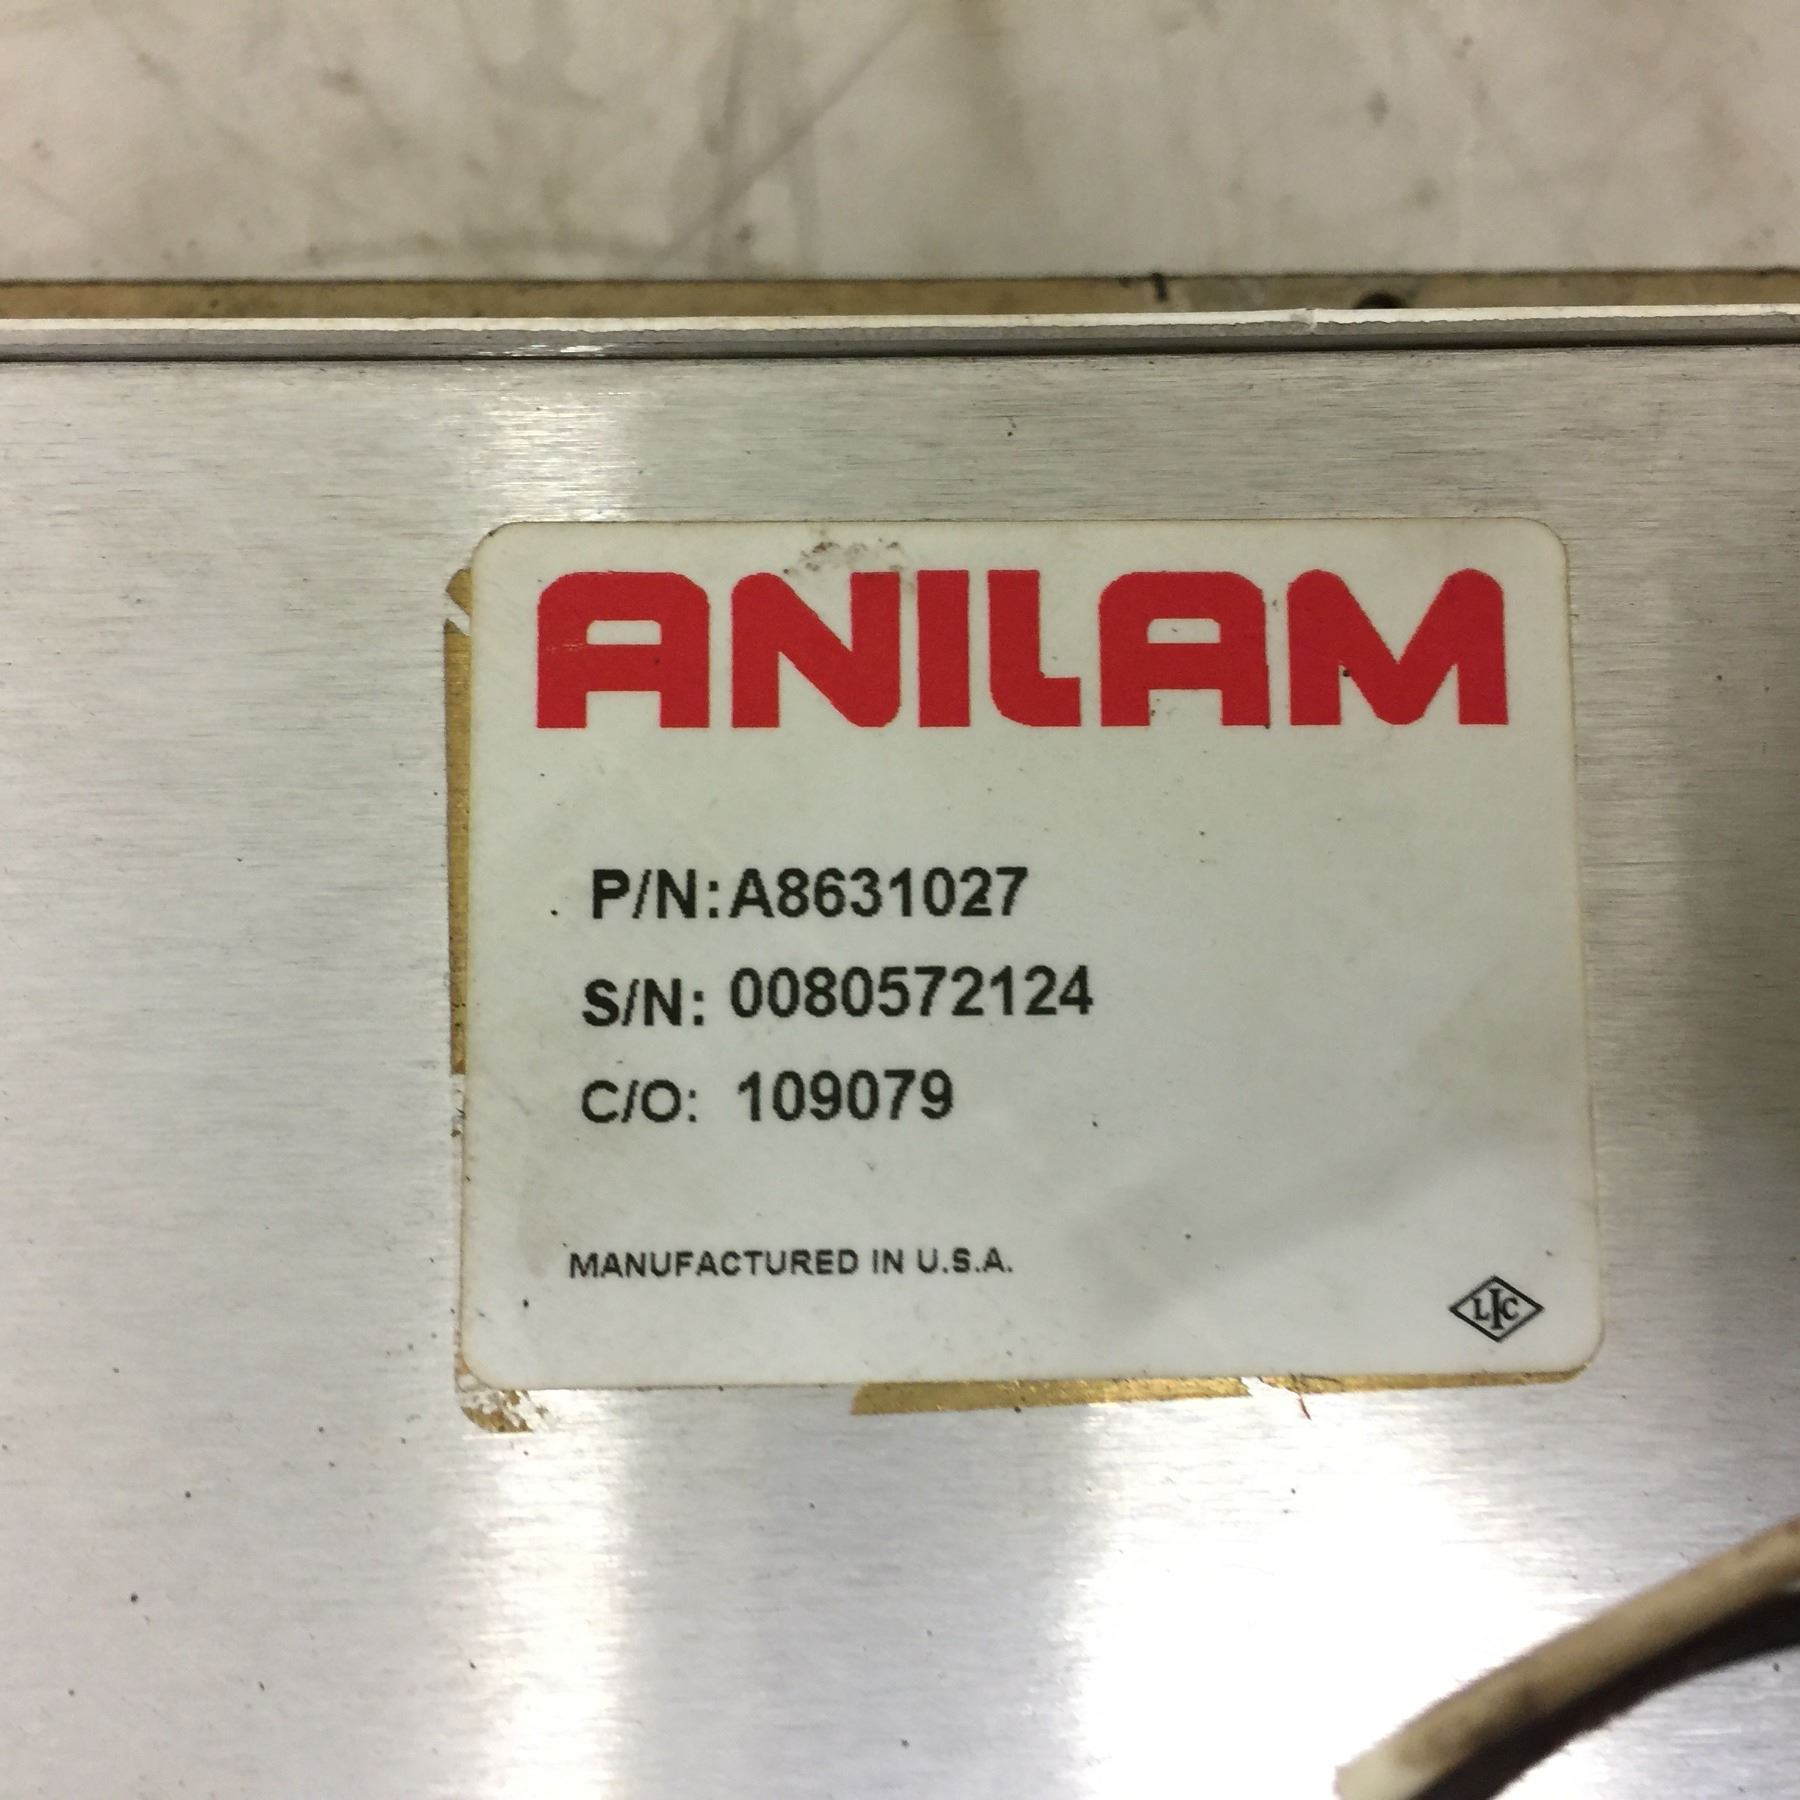 ANILAM
P/N: A8631027
S/N: 0080572124
C/O: 109079
MANUFACTURED IN U.S.A.
LIC